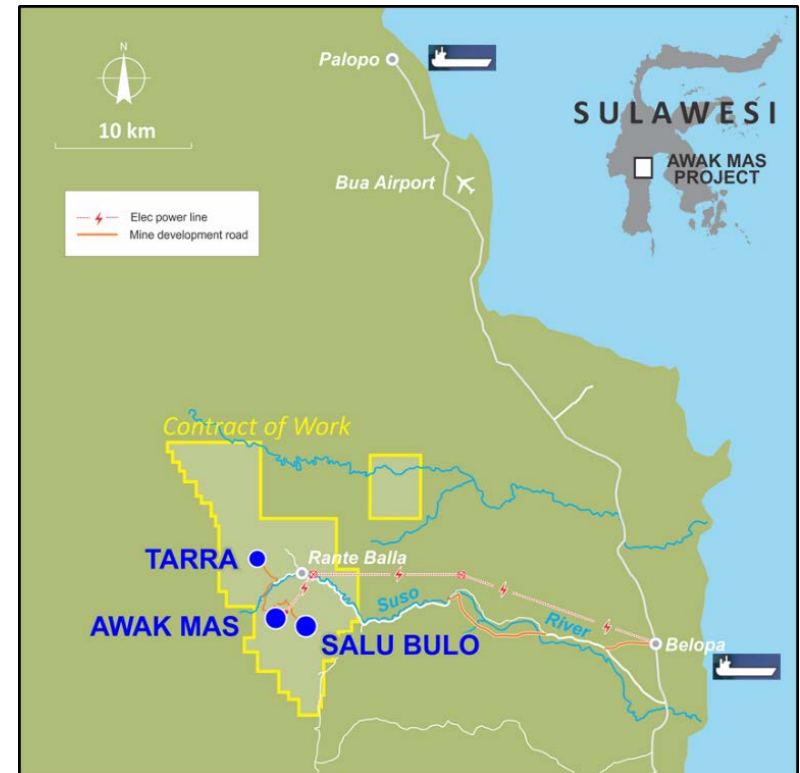 N
10 km
Elec power line
Mine development road
Palopo
Bua Airport
SULAWESI
AWAK MAS
PROJECT
Contract of Work
TARRA
Rante Balla
AWAK MAS
SALU BULO
Suso
River
Belopa